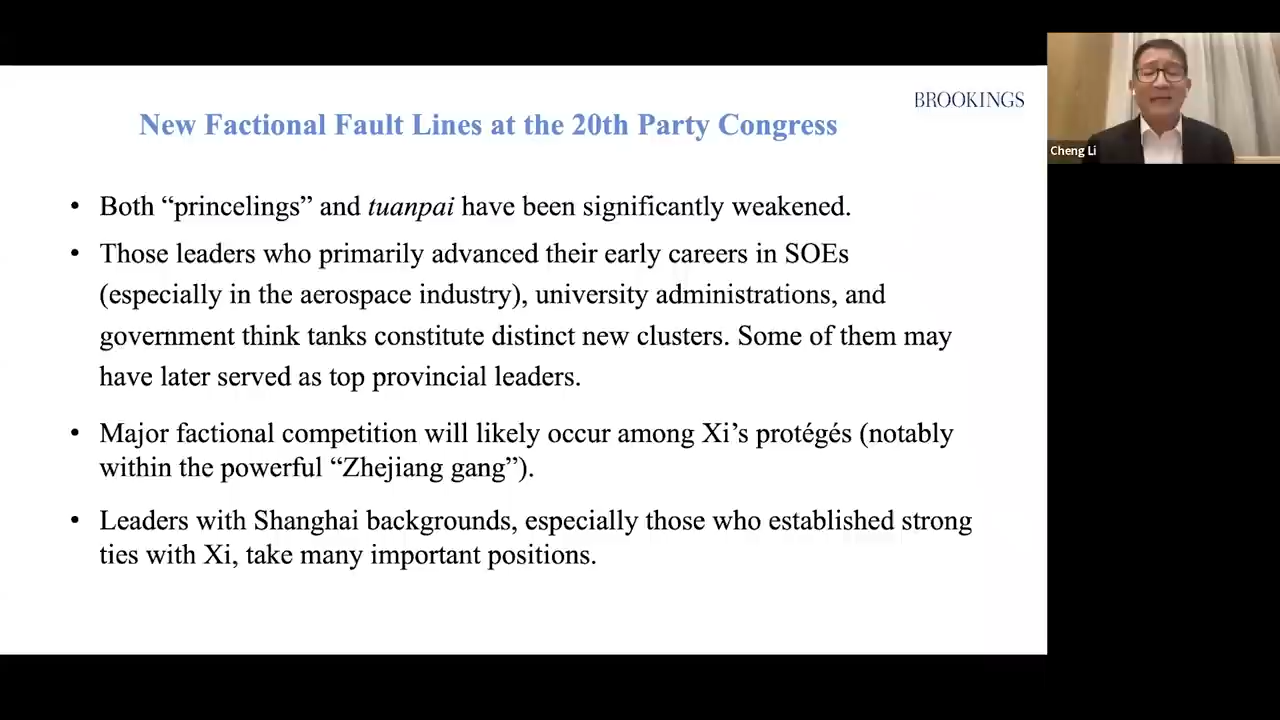 BROOKINGS
New Factional Fault Lines at the 20th Party Congress
• Both “princelings” and tuanpai have been significantly weakened.
• Those leaders who primarily advanced their early careers in SOEs
(especially in the aerospace industry), university administrations, and
government think tanks constitute distinct new clusters. Some of them may
have later served as top provincial leaders.
• Major factional competition will likely occur among Xi’s protégés (notably
within the powerful “Zhejiang gang”).
• Leaders with Shanghai backgrounds, especially those who established strong
ties with Xi, take many important positions.
Cheng Li